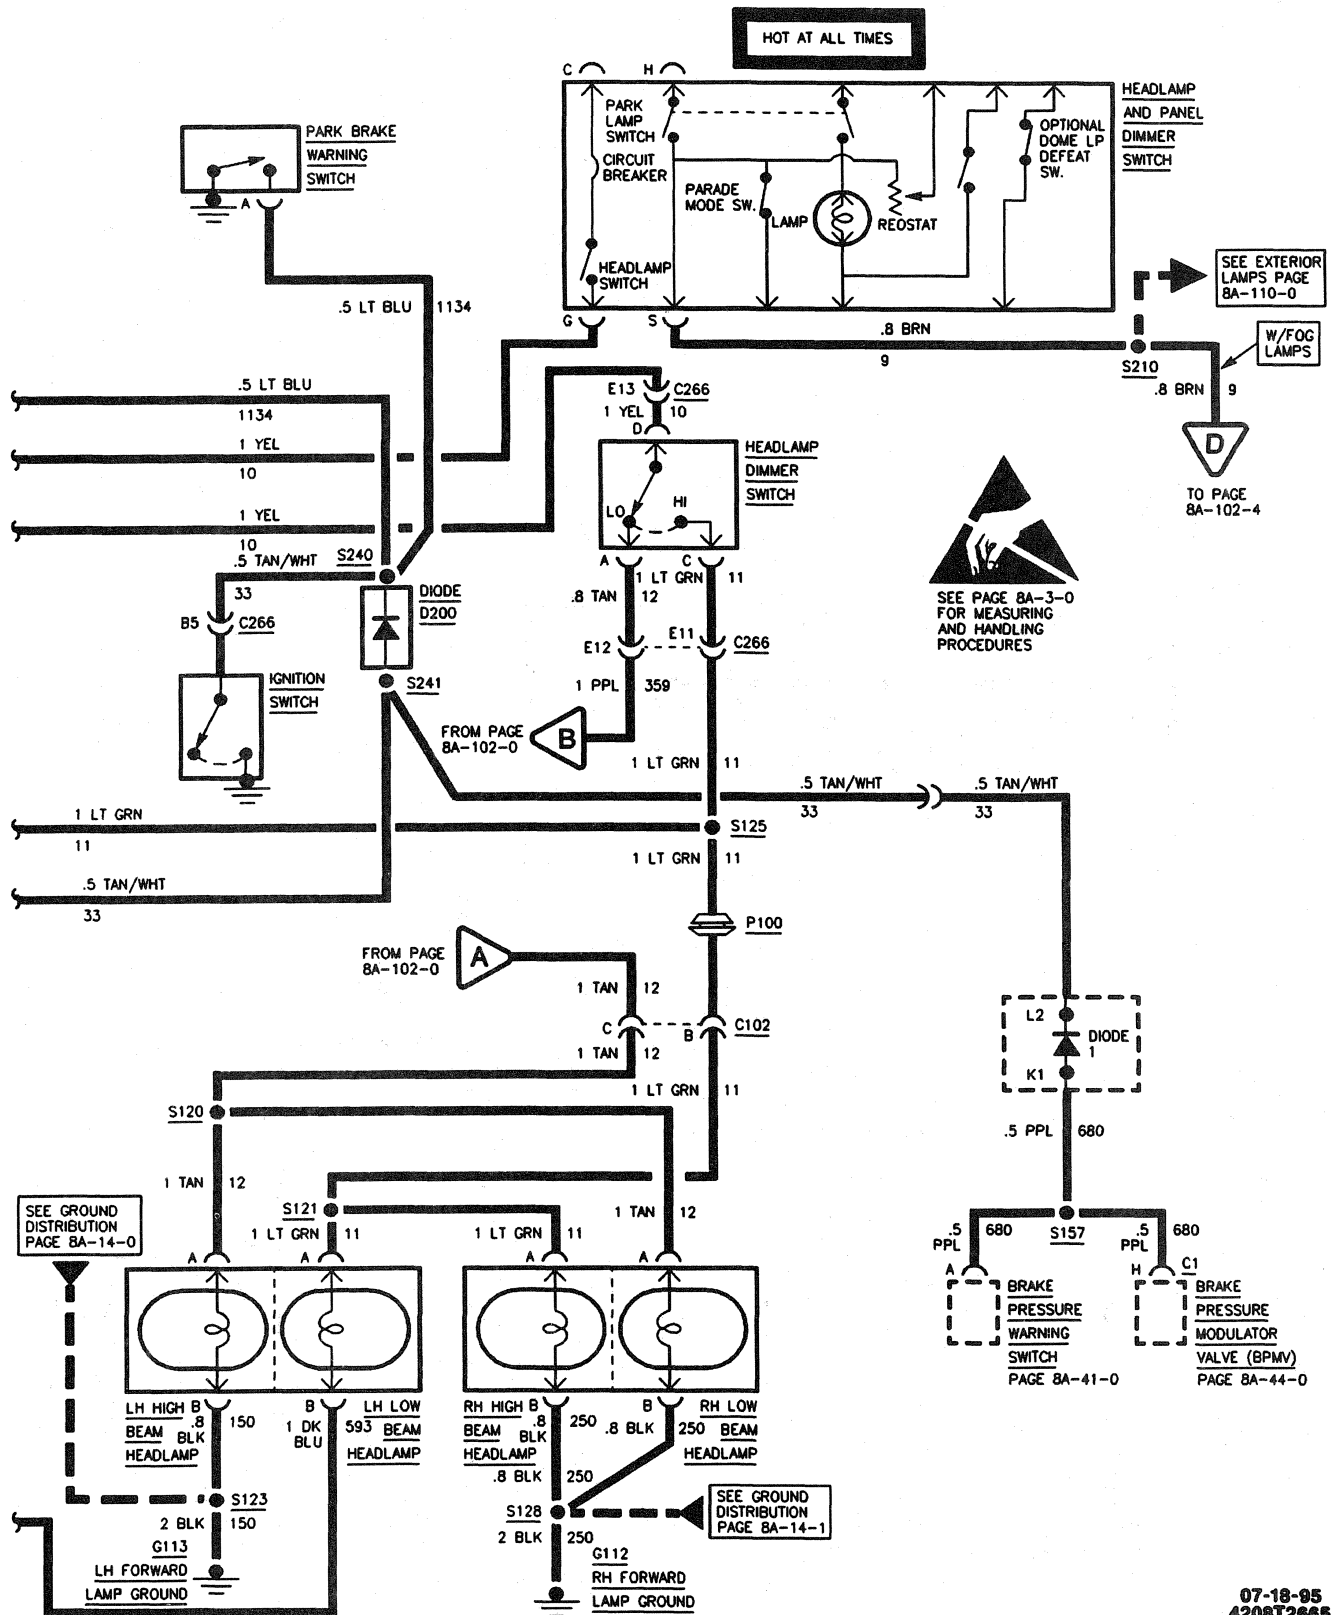 HOT AT ALL TIMES
C
H
HEADLAMP
AND PANEL
DIMMER
SWITCH
PARK
LAMP
SWITCH
CIRCUIT
BREAKER
OPTIONAL
DOME LP
DEFEAT
SW.
PARADE
MODE SW.
LAMP
REOSTAT
HEADLAMP
SWITCH
PARK BRAKE
WARNING
SWITCH
A
.5 LT BLU
1134
G
S
.8 BRN
9
SEE EXTERIOR
LAMPS PAGE
8A-110-0
W/FOG
LAMPS
S210
.8 BRN
9
D
TO PAGE
8A-102-4
.5 LT BLU
1134
1 YEL
10
1 YEL
10
E13
C266
1 YEL
10
D
HEADLAMP
DIMMER
SWITCH
LO
HI
A
C
1 LT GRN
11
.8 TAN
12
E12
E11
C266
1 PPL
359
FROM PAGE
8A-102-0
B
1 LT GRN
11
SEE PAGE 8A-3-0
FOR MEASURING
AND HANDLING
PROCEDURES
.5 TAN/WHT
33
S240
DIODE
D200
B5
C266
S241
IGNITION
SWITCH
.5 TAN/WHT
33
.5 TAN/WHT
33
1 LT GRN
11
S125
1 LT GRN
11
.5 TAN/WHT
33
P100
FROM PAGE
8A-102-0
A
1 TAN
12
C
B
C102
1 TAN
12
1 LT GRN
11
L2
DIODE
1
K1
.5 PPL
680
S157
.5
PPL
680
.5
PPL
680
A
H
C1
BRAKE
PRESSURE
WARNING
SWITCH
PAGE 8A-41-0
BRAKE
PRESSURE
MODULATOR
VALVE (BPMV)
PAGE 8A-44-0
S120
1 TAN
12
S121
1 LT GRN
11
1 LT GRN
11
1 TAN
12
SEE GROUND
DISTRIBUTION
PAGE 8A-14-0
A
A
A
A
LH HIGH
BEAM
HEADLAMP
B
.8
BLK
150
B
1 DK
BLU
593
LH LOW
BEAM
HEADLAMP
RH HIGH
BEAM
HEADLAMP
B
.8
BLK
250
B
.8 BLK
250
RH LOW
BEAM
HEADLAMP
.8 BLK
250
S123
2 BLK
150
G113
LH FORWARD
LAMP GROUND
S128
2 BLK
250
SEE GROUND
DISTRIBUTION
PAGE 8A-14-1
G112
RH FORWARD
LAMP GROUND
07-18-95
4208T2665